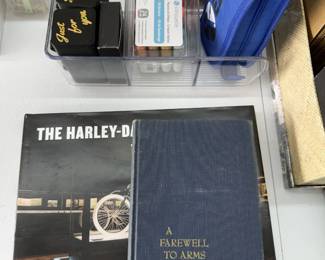 Just for
you
THE HARLEY-DA
A
FAREWELL
TO ARMS